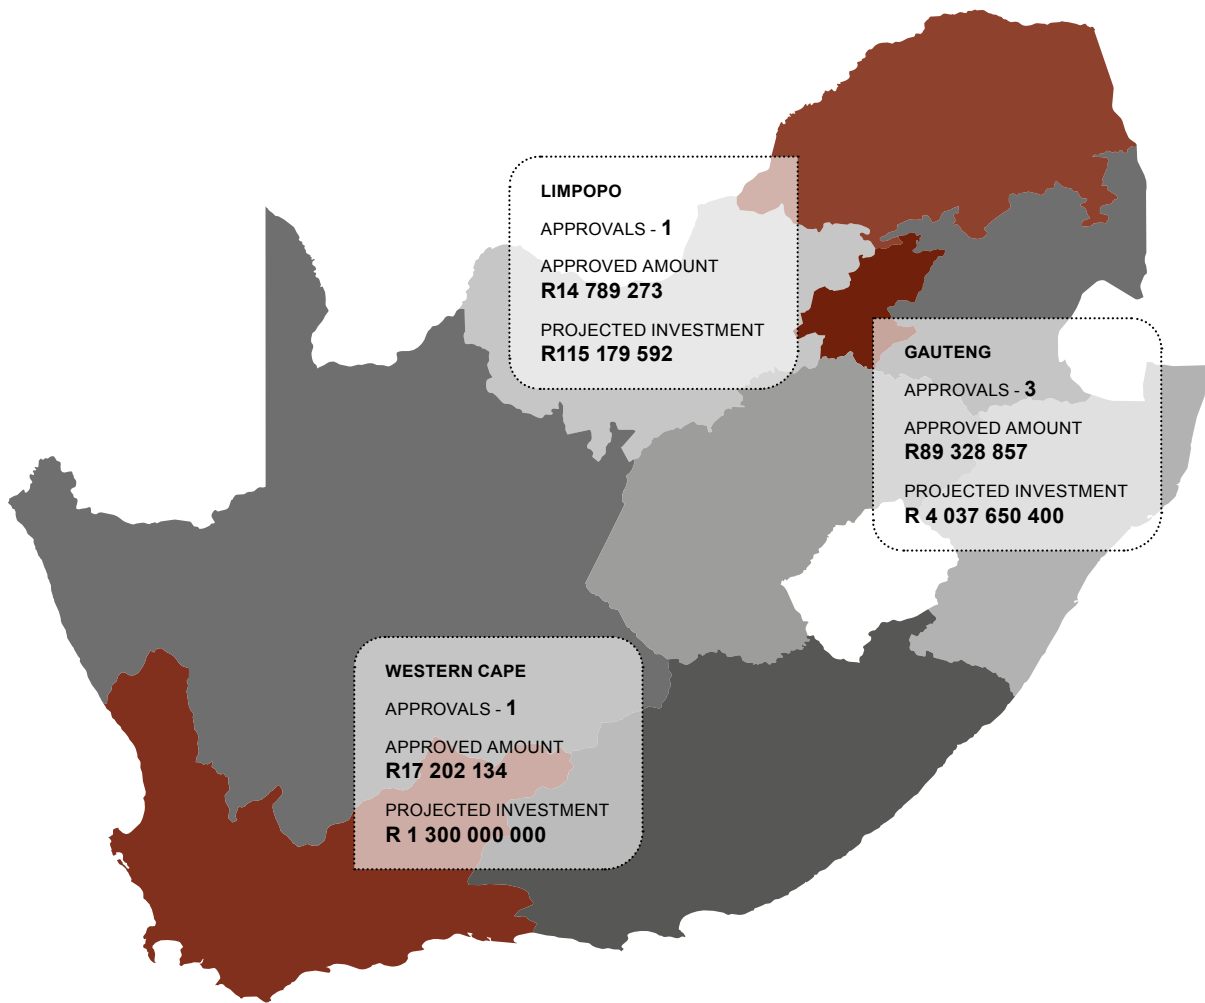 LIMPOPO
APPROVALS - 1
APPROVED AMOUNT
R14 789 273
PROJECTED INVESTMENT
R115 179 592
GAUTENG
APPROVALS - 3
APPROVED AMOUNT
R89 328 857
PROJECTED INVESTMENT
R 4 037 650 400
WESTERN CAPE
APPROVALS - 1
APPROVED AMOUNT
R17 202 134
PROJECTED INVESTMENT
R 1 300 000 000